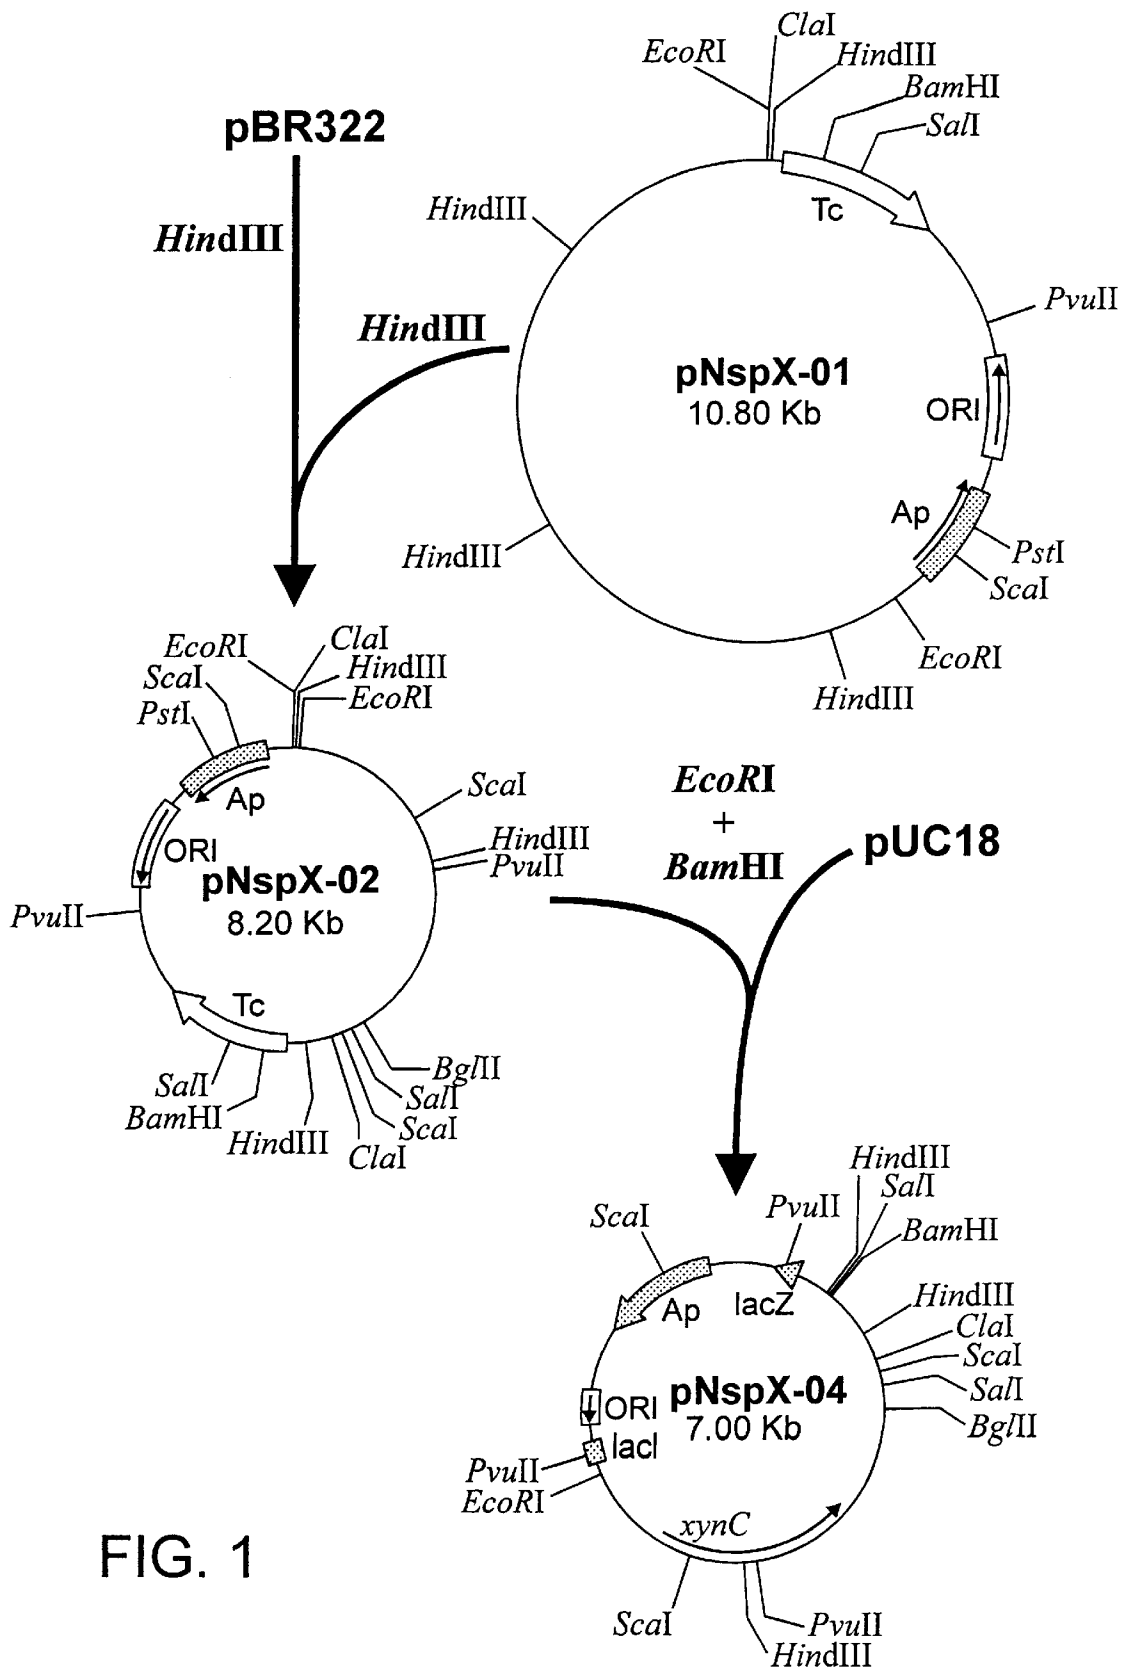 ClaI
EcoRI
HindIII
BamHI
SalI
pBR322
HindIII
HindIII
Tc
PvuII
HindIII
pNspX-01
10.80 Kb
ORI
Ap
PstI
ScaI
HindIII
EcoRI
HindIII
EcoRI
ClaI
HindIII
EcoRI
ScaI
PstI
Ap
ScaI
HindIII
PvuII
ORI
pNspX-02
8.20 Kb
PvuII
Tc
SalI
BamHI
HindIII
ClaI
ScaI
SalI
BglII
EcoRI
+
BamHI
pUC18
HindIII
SalI
BamHI
PvuII
ScaI
Ap
lacZ
HindIII
ClaI
ScaI
SalI
BglII
pNspX-04
7.00 Kb
ORI
lacI
PvuII
EcoRI
xynC
ScaI
PvuII
HindIII
FIG. 1